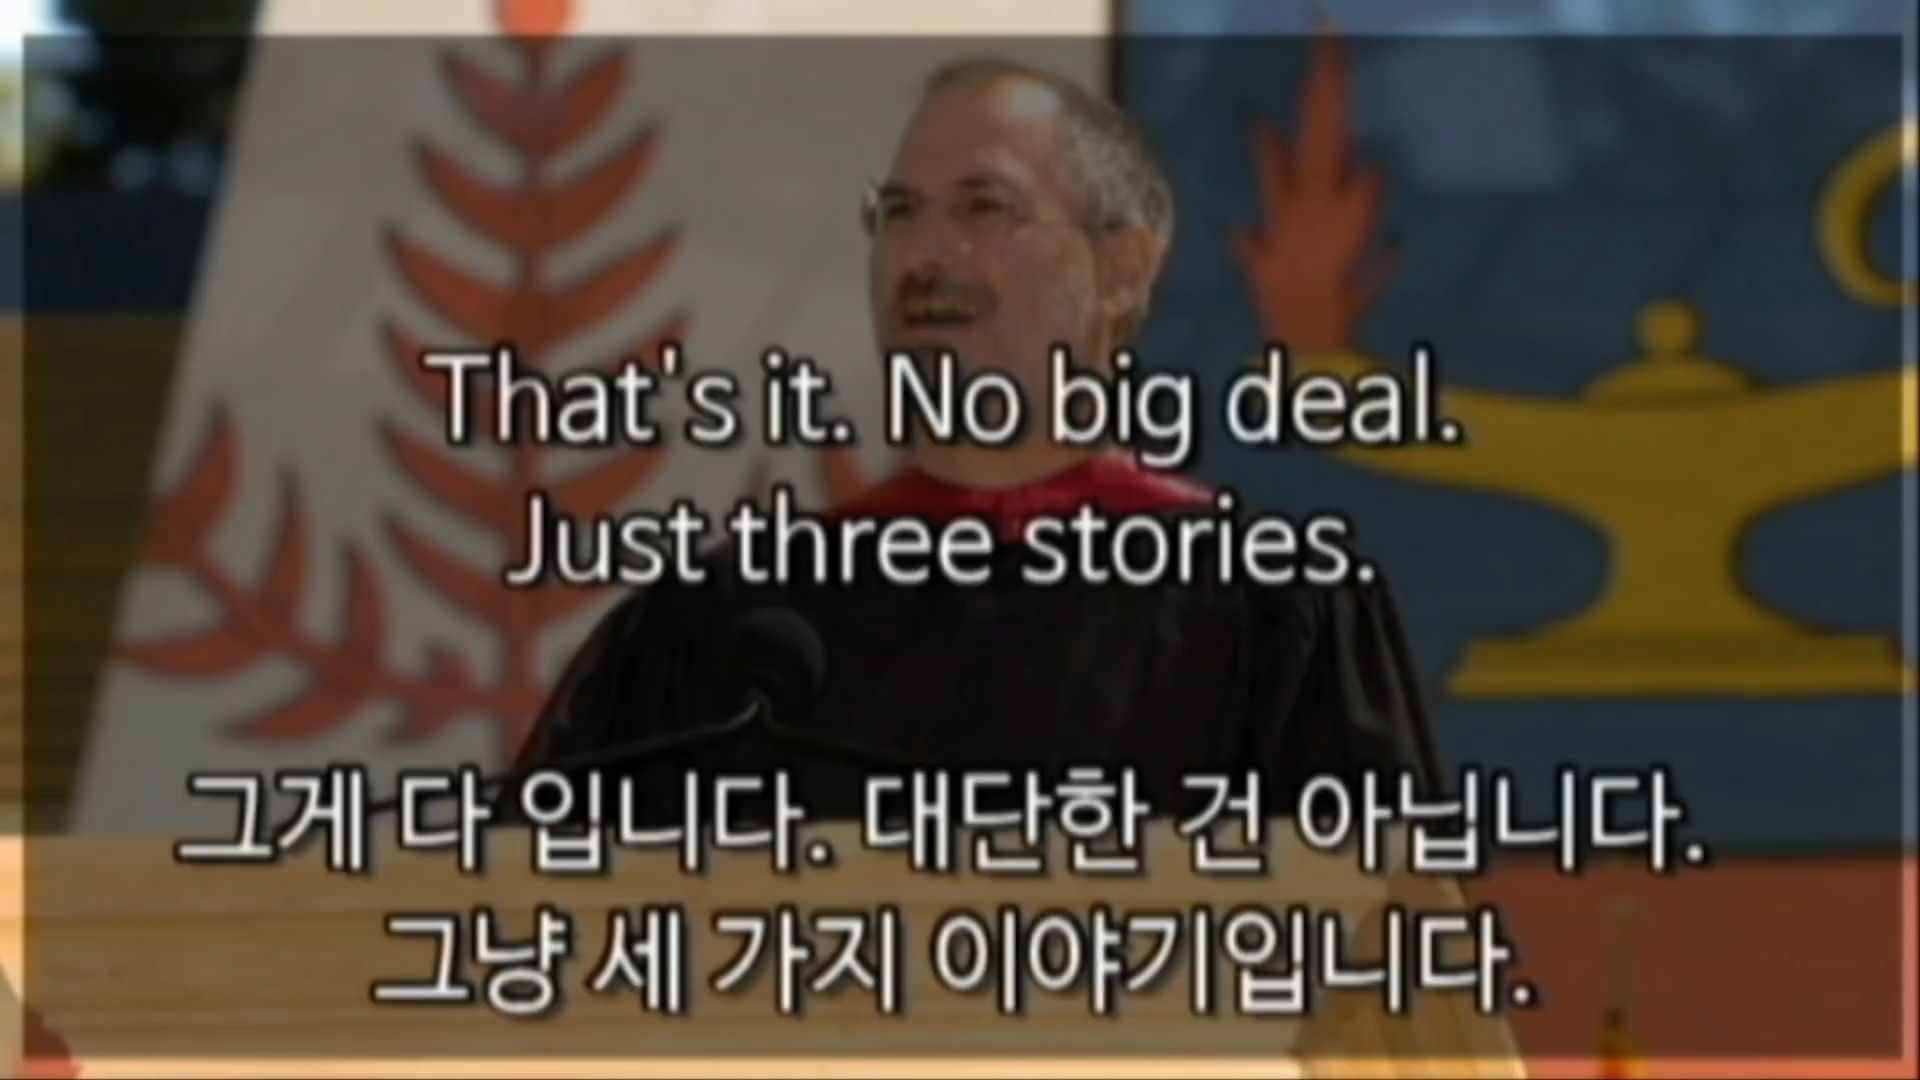 That's it. No big deal.
Just three stories.
그게 다 입니다. 대단한 건 아닙니다.
그냥 세 가지 이야기입니다.